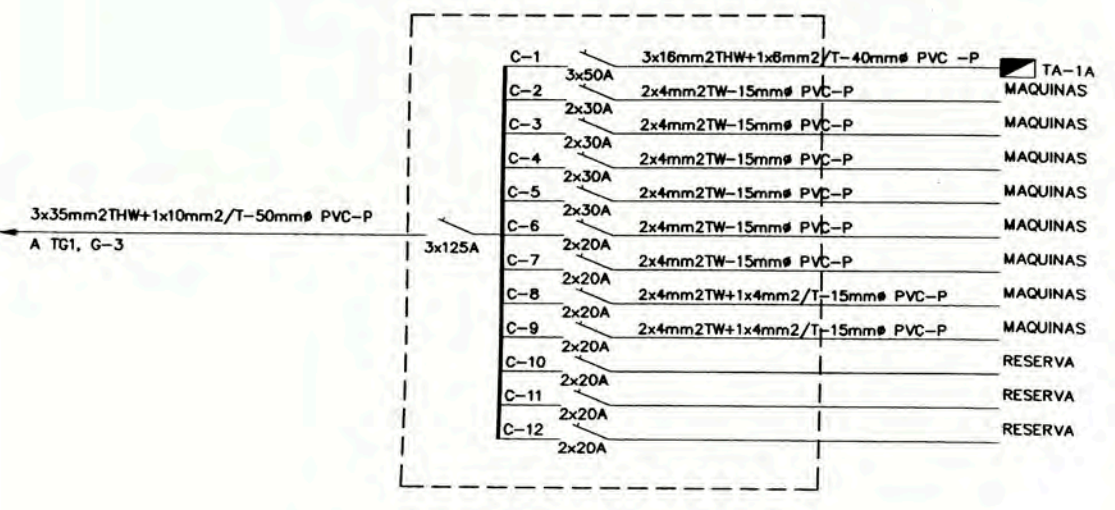 C-1 3x16mm2THW+1x6mm2/T-40mmø PVC -P
3x50A TA-1A
C-2 2x4mm2TW-15mmø PVC-P MAQUINAS
2x30A
C-3 2x4mm2TW-15mmø PVC-P MAQUINAS
2x30A
C-4 2x4mm2TW-15mmø PVC-P MAQUINAS
2x30A
C-5 2x4mm2TW-15mmø PVC-P MAQUINAS
2x30A
3x35mm2THW+1x10mm2/T-50mmø PVC-P
A TG1, G-3
3x125A
C-6 2x4mm2TW-15mmø PVC-P MAQUINAS
2x20A
C-7 2x4mm2TW-15mmø PVC-P MAQUINAS
2x20A
C-8 2x4mm2TW+1x4mm2/T-15mmø PVC-P MAQUINAS
2x20A
C-9 2x4mm2TW+1x4mm2/T-15mmø PVC-P MAQUINAS
2x20A
C-10 RESERVA
2x20A
C-11 RESERVA
2x20A
C-12 RESERVA
2x20A